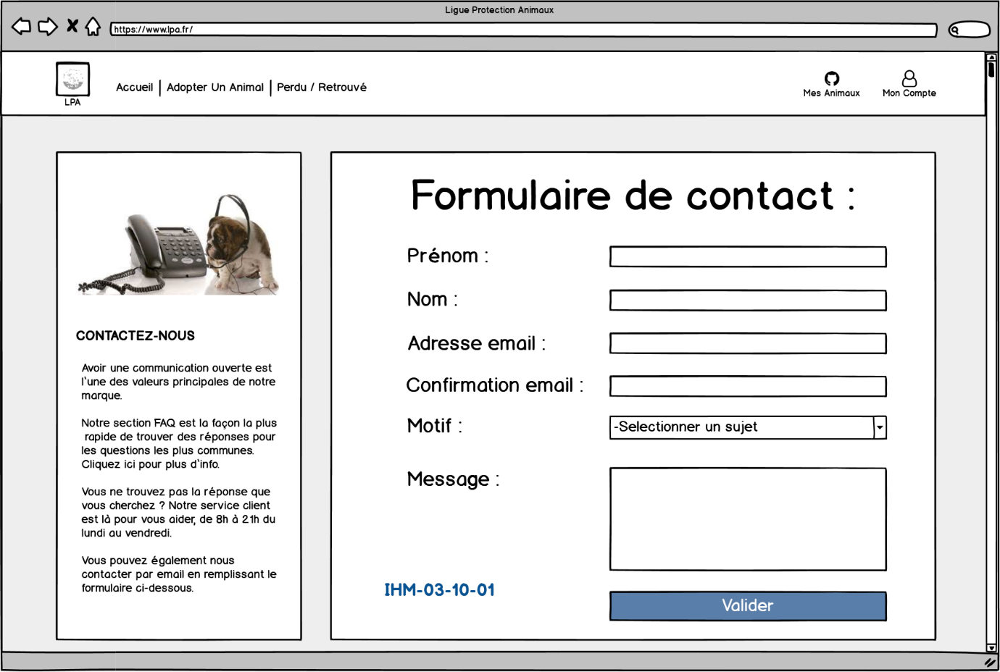 Ligue Protection Animaux
https://www.lpa.fr/
LPA
Accueil | Adopter Un Animal | Perdu / Retrouvé
Mes Animaux
Mon Compte
CONTACTEZ-NOUS
Avoir une communication ouverte est
l'une des valeurs principales de notre
marque.
Notre section FAQ est la façon la plus
rapide de trouver des réponses pour
les questions les plus communes.
Cliquez ici pour plus d'info.
Vous ne trouvez pas la réponse que
vous cherchez ? Notre service client
est là pour vous aider, de 8h à 21h du
lundi au vendredi.
Vous pouvez également nous
contacter par email en remplissant le
formulaire ci-dessous.
Formulaire de contact :
Prénom :
Nom :
Adresse email :
Confirmation email :
Motif :
-Selectionner un sujet
Message :
IHM-03-10-01
Valider